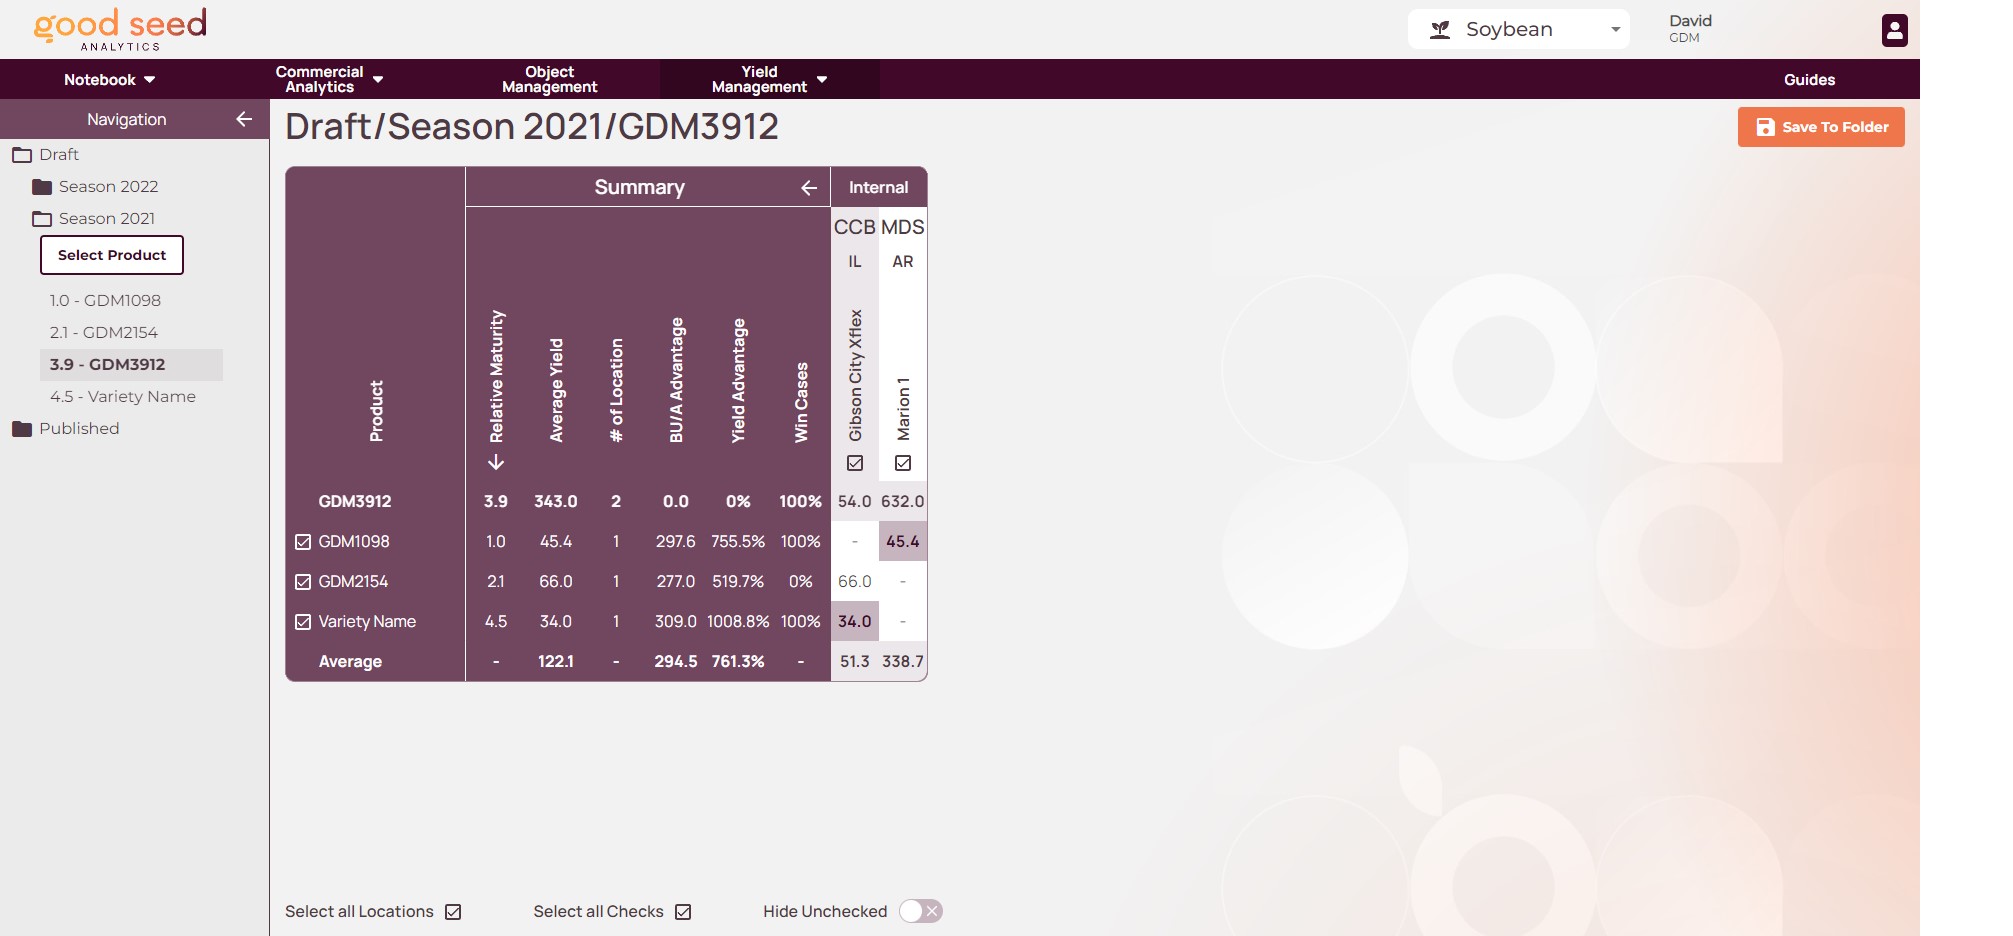 good seed
ANALYTICS
Soybean
David
GDM
Notebook
Commercial
Analytics
Object
Management
Yield
Management
Guides
Navigation
Draft
Season 2022
Season 2021
Select Product
1.0 - GDM1098
2.1 - GDM2154
3.9 - GDM3912
4.5 - Variety Name
Published
Draft/Season 2021/GDM3912
Save To Folder
Summary
Internal
CCB MDS
IL AR
Product
Relative Maturity
Average Yield
# of Location
BU/A Advantage
Yield Advantage
Win Cases
Gibson City Xflex
Marion 1
GDM3912 3.9 343.0 2 0.0 0% 100% 54.0 632.0
GDM1098 1.0 45.4 1 297.6 755.5% 100% - 45.4
GDM2154 2.1 66.0 1 277.0 519.7% 0% 66.0 -
Variety Name 4.5 34.0 1 309.0 1008.8% 100% 34.0 -
Average - 122.1 - 294.5 761.3% - 51.3 338.7
Select all Locations
Select all Checks
Hide Unchecked